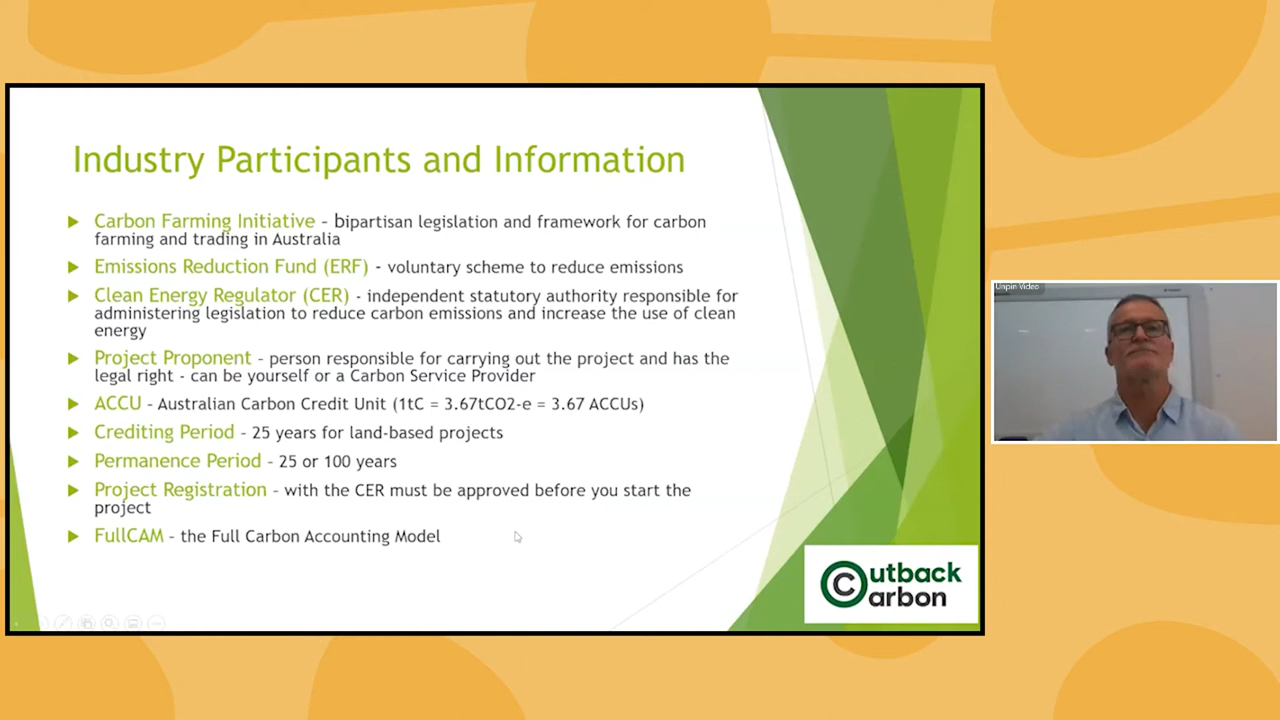 Industry Participants and Information
Carbon Farming Initiative – bipartisan legislation and framework for carbon
farming and trading in Australia
Emissions Reduction Fund (ERF) - voluntary scheme to reduce emissions
Clean Energy Regulator (CER) - independent statutory authority responsible for
administering legislation to reduce carbon emissions and increase the use of clean
energy
Project Proponent – person responsible for carrying out the project and has the
legal right - can be yourself or a Carbon Service Provider
ACCU – Australian Carbon Credit Unit (1tC = 3.67tCO2-e = 3.67 ACCUs)
Crediting Period – 25 years for land-based projects
Permanence Period – 25 or 100 years
Project Registration – with the CER must be approved before you start the
project
FullCAM – the Full Carbon Accounting Model
Outback
Carbon
Unpin Video